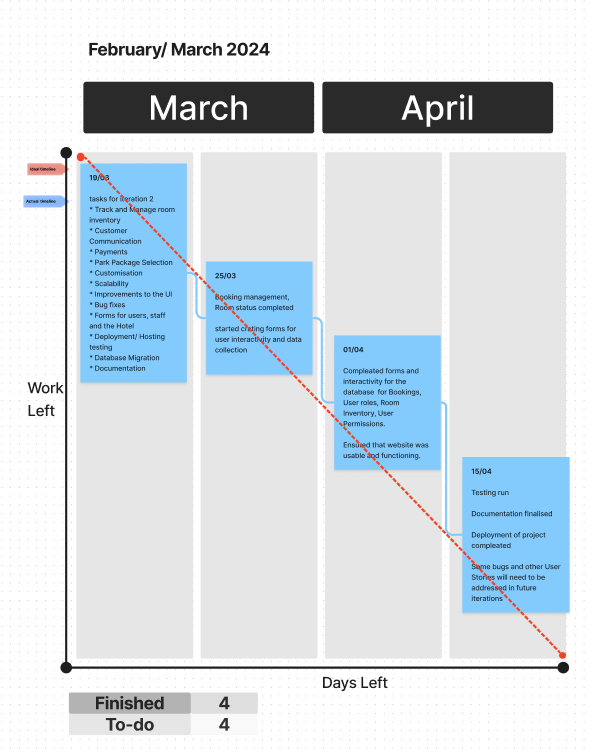 February/ March 2024
March
April
Ideal timeline
Actual timeline
19/03
tasks for iteration 2
* Track and Manage room
inventory
* Customer
Communication
* Payments
* Park Package Selection
* Customisation
* Scalability
* Improvements to the UI
* Bug fixes
* Forms for users, staff
and the Hotel
* Deployment/ Hosting
testing
* Database Migration
* Documentation
25/03
Booking management,
Room status completed
started crating forms for
user interactivity and data
collection
01/04
Compleated forms and
interactivity for the
database for Bookings,
User roles, Room
Inventory, User
Permissions.
Ensured that website was
usable and functioning.
15/04
Testing run
Documentation finalised
Deployment of project
compleated
Some bugs and other User
Stories will need to be
addressed in future
iterations
Work
Left
Days Left
Finished 4
To-do 4